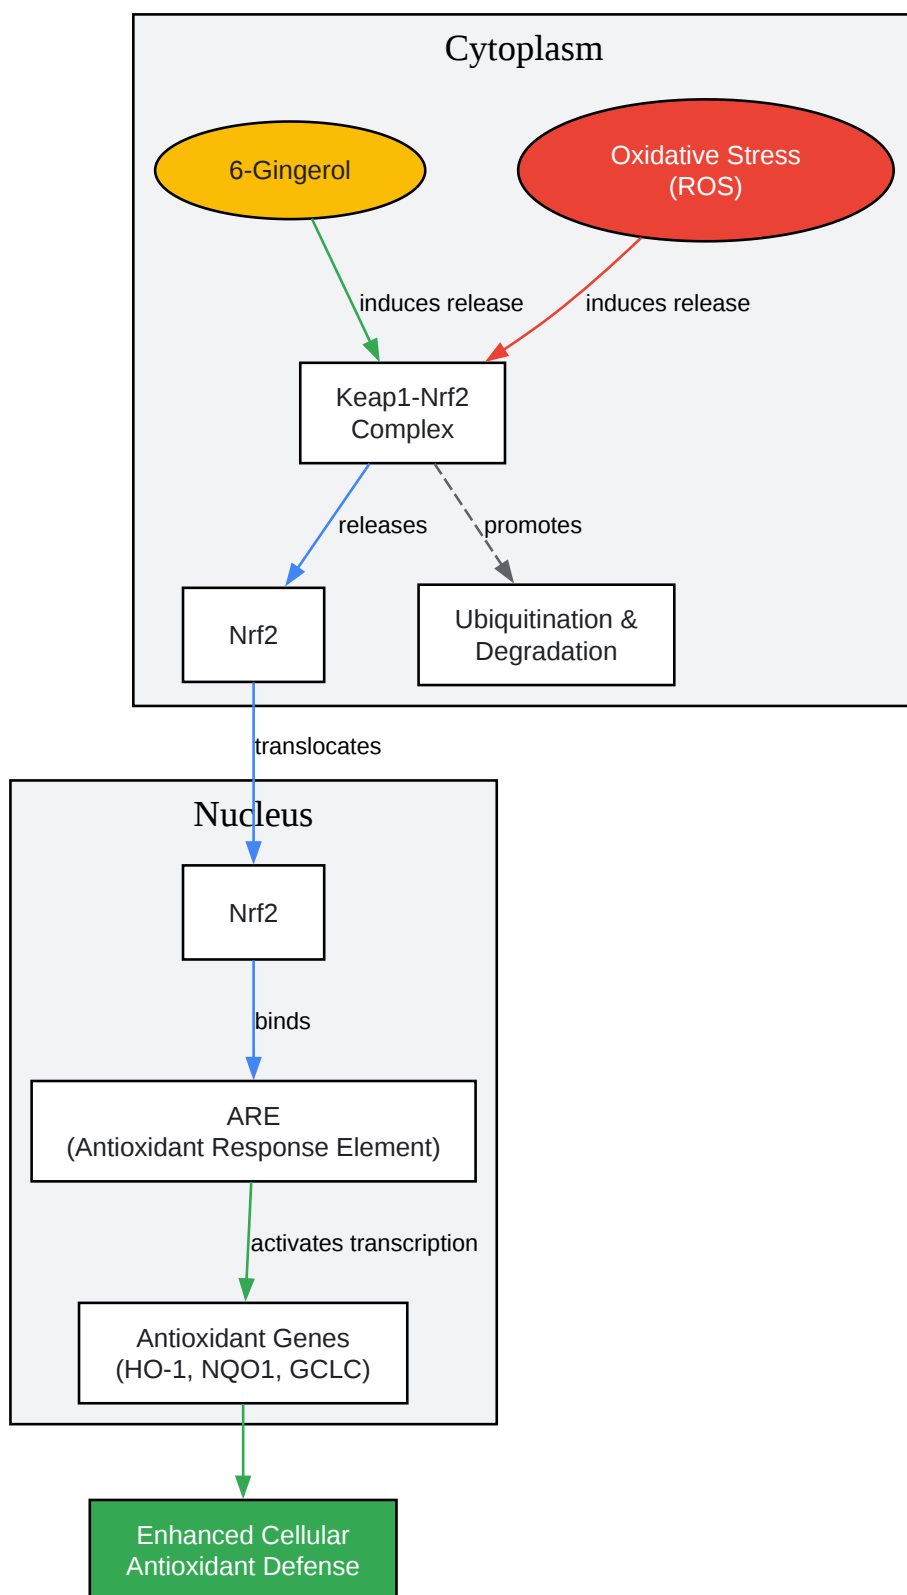 Cytoplasm
6-Gingerol
Oxidative Stress
(ROS)
induces release
induces release
Keap1-Nrf2
Complex
releases
promotes
Nrf2
Ubiquitination &
Degradation
translocates
Nucleus
Nrf2
binds
ARE
(Antioxidant Response Element)
activates transcription
Antioxidant Genes
(HO-1, NQO1, GCLC)
Enhanced Cellular
Antioxidant Defense